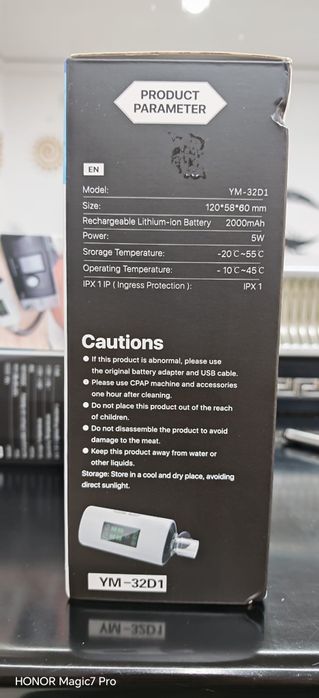 PRODUCT
PARAMETER
EN
Model: YM-32D1
Size: 120*58*60 mm
Rechargeable Lithium-ion Battery 2000mAh
Power: 5W
Srorage Temperature: -20℃~55℃
Operating Temperature: - 10℃~45℃
IPX 1 IP ( Ingress Protection ): IPX 1
Cautions
● If this product is abnormal, please use
the original battery adapter and USB cable.
● Please use CPAP machine and accessories
one hour after cleaning.
● Do not place this product out of the reach
of children.
● Do not disassemble the product to avoid
damage to the meat.
● Keep this product away from water or
other liquids.
Storage: Store in a cool and dry place, avoiding
direct sunlight.
YM-32D1
HONOR Magic7 Pro